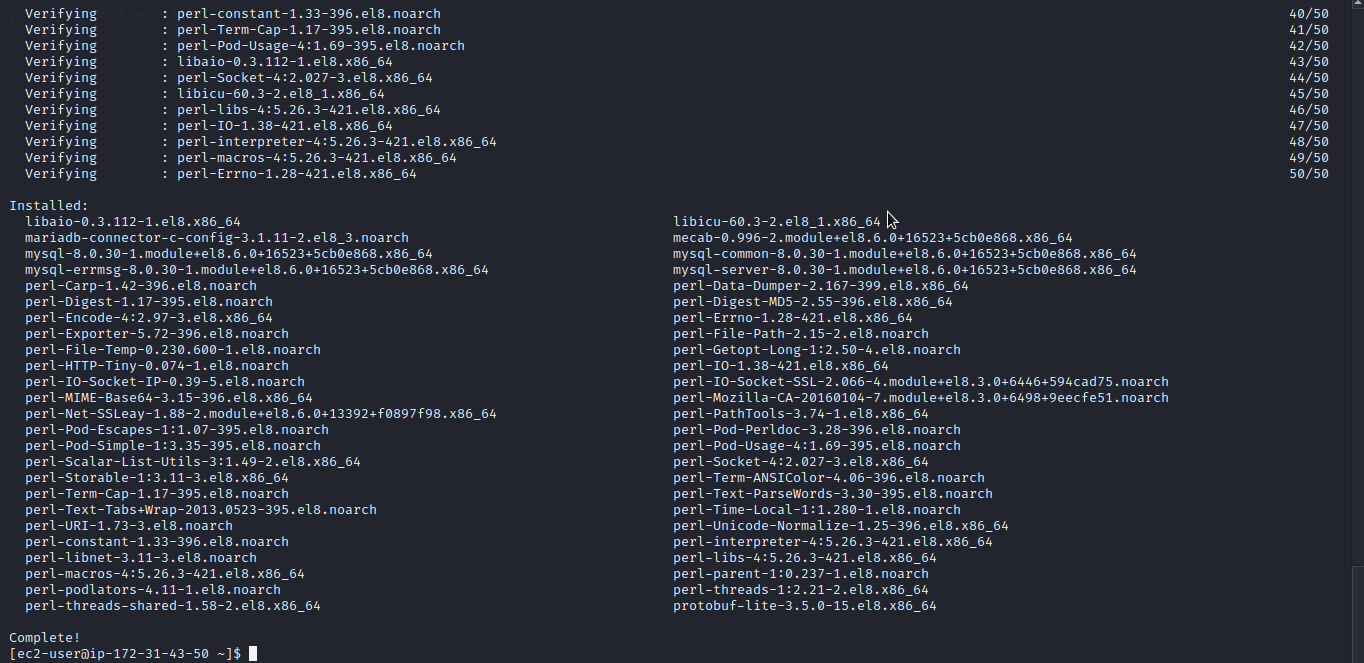 Verifying : perl-constant-1.33-396.el8.noarch 40/50
Verifying : perl-Term-Cap-1.17-395.el8.noarch 41/50
Verifying : perl-Pod-Usage-4:1.69-395.el8.noarch 42/50
Verifying : libaio-0.3.112-1.el8.x86_64 43/50
Verifying : perl-Socket-4:2.027-3.el8.x86_64 44/50
Verifying : libicu-60.3-2.el8_1.x86_64 45/50
Verifying : perl-libs-4:5.26.3-421.el8.x86_64 46/50
Verifying : perl-IO-1.38-421.el8.x86_64 47/50
Verifying : perl-interpreter-4:5.26.3-421.el8.x86_64 48/50
Verifying : perl-macros-4:5.26.3-421.el8.x86_64 49/50
Verifying : perl-Errno-1.28-421.el8.x86_64 50/50
Installed:
libaio-0.3.112-1.el8.x86_64 libicu-60.3-2.el8_1.x86_64
mariadb-connector-c-config-3.1.11-2.el8_3.noarch mecab-0.996-2.module+el8.6.0+16523+5cb0e868.x86_64
mysql-8.0.30-1.module+el8.6.0+16523+5cb0e868.x86_64 mysql-common-8.0.30-1.module+el8.6.0+16523+5cb0e868.x86_64
mysql-errmsg-8.0.30-1.module+el8.6.0+16523+5cb0e868.x86_64 mysql-server-8.0.30-1.module+el8.6.0+16523+5cb0e868.x86_64
perl-Carp-1.42-396.el8.noarch perl-Data-Dumper-2.167-399.el8.x86_64
perl-Digest-1.17-395.el8.noarch perl-Digest-MD5-2.55-396.el8.x86_64
perl-Encode-4:2.97-3.el8.x86_64 perl-Errno-1.28-421.el8.x86_64
perl-Exporter-5.72-396.el8.noarch perl-File-Path-2.15-2.el8.noarch
perl-File-Temp-0.230.600-1.el8.noarch perl-Getopt-Long-1:2.50-4.el8.noarch
perl-HTTP-Tiny-0.074-1.el8.noarch perl-IO-1.38-421.el8.x86_64
perl-IO-Socket-IP-0.39-5.el8.noarch perl-IO-Socket-SSL-2.066-4.module+el8.3.0+6446+594cad75.noarch
perl-MIME-Base64-3.15-396.el8.x86_64 perl-Mozilla-CA-20160104-7.module+el8.3.0+6498+9eecfe51.noarch
perl-Net-SSLeay-1.88-2.module+el8.6.0+13392+f0897f98.x86_64 perl-PathTools-3.74-1.el8.x86_64
perl-Pod-Escapes-1:1.07-395.el8.noarch perl-Pod-Perldoc-3.28-396.el8.noarch
perl-Pod-Simple-1:3.35-395.el8.noarch perl-Pod-Usage-4:1.69-395.el8.noarch
perl-Scalar-List-Utils-3:1.49-2.el8.x86_64 perl-Socket-4:2.027-3.el8.x86_64
perl-Storable-1:3.11-3.el8.x86_64 perl-Term-ANSIColor-4.06-396.el8.noarch
perl-Term-Cap-1.17-395.el8.noarch perl-Text-ParseWords-3.30-395.el8.noarch
perl-Text-Tabs+Wrap-2013.0523-395.el8.noarch perl-Time-Local-1:1.280-1.el8.noarch
perl-URI-1.73-3.el8.noarch perl-Unicode-Normalize-1.25-396.el8.x86_64
perl-constant-1.33-396.el8.noarch perl-interpreter-4:5.26.3-421.el8.x86_64
perl-libnet-3.11-3.el8.noarch perl-libs-4:5.26.3-421.el8.x86_64
perl-macros-4:5.26.3-421.el8.x86_64 perl-parent-1:0.237-1.el8.noarch
perl-podlators-4.11-1.el8.noarch perl-threads-1:2.21-2.el8.x86_64
perl-threads-shared-1.58-2.el8.x86_64 protobuf-lite-3.5.0-15.el8.x86_64
Complete!
[ec2-user@ip-172-31-43-50 ~]$